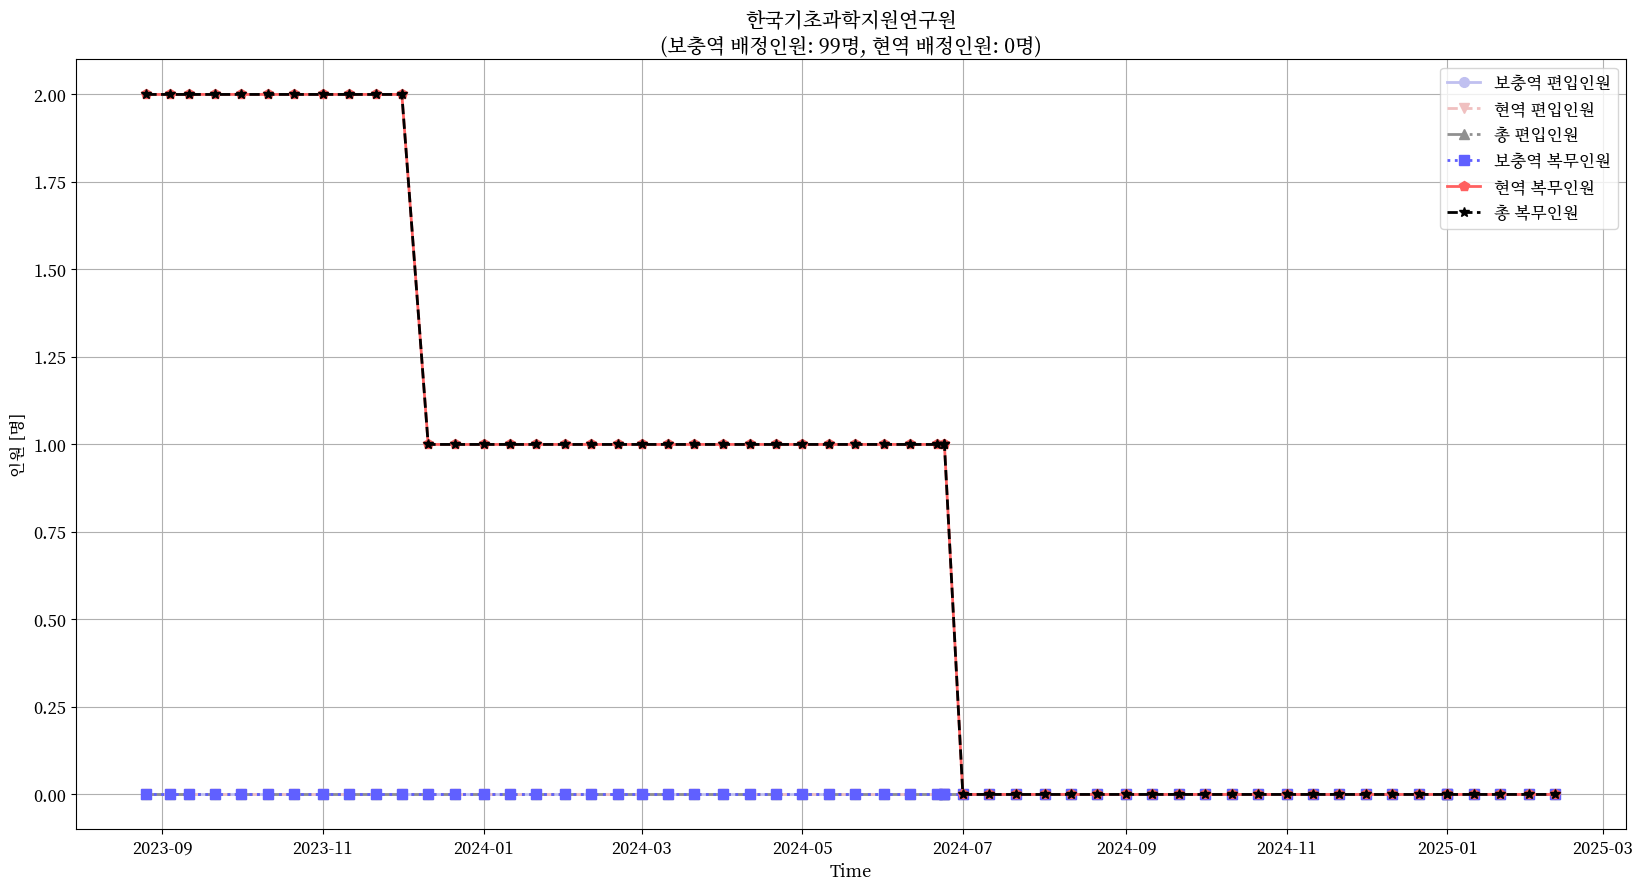 한국기초과학지원연구원
(보충역 배정인원: 99명, 현역 배정인원: 0명)
보충역 편입인원
현역 편입인원
총 편입인원
보충역 복무인원
현역 복무인원
총 복무인원
인원 [명]
2.00
1.75
1.50
1.25
1.00
0.75
0.50
0.25
0.00
2023-09 2023-11 2024-01 2024-03 2024-05 2024-07 2024-09 2024-11 2025-01 2025-03
Time